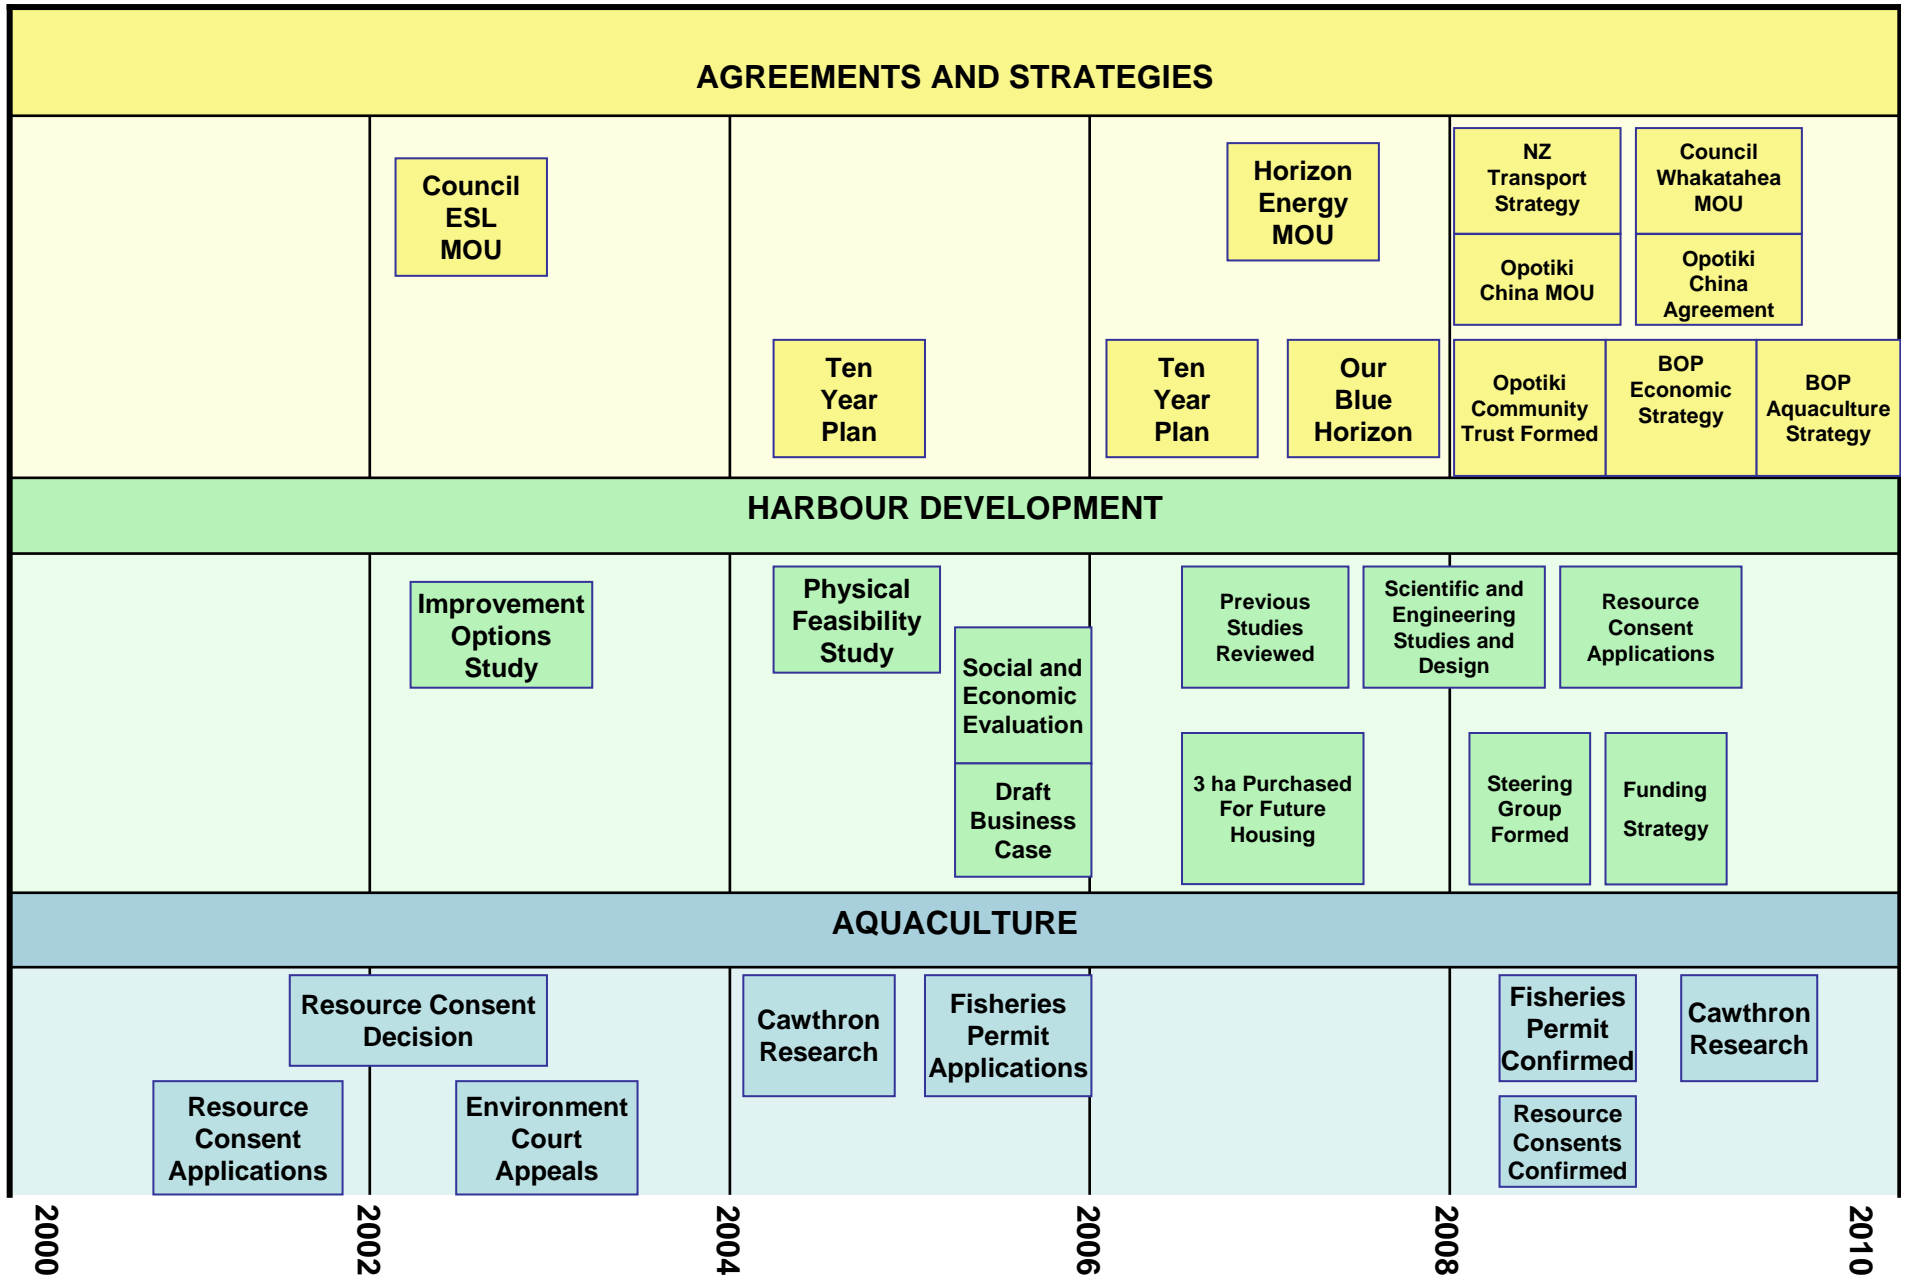 AGREEMENTS AND STRATEGIES
Council
ESL
MOU
Horizon
Energy
MOU
NZ
Transport
Strategy
Council
Whakatahea
MOU
Opotiki
China MOU
Opotiki
China
Agreement
Ten
Year
Plan
Ten
Year
Plan
Our
Blue
Horizon
Opotiki
Community
Trust Formed
BOP
Economic
Strategy
BOP
Aquaculture
Strategy
HARBOUR DEVELOPMENT
Improvement
Options
Study
Physical
Feasibility
Study
Social and
Economic
Evaluation
Draft
Business
Case
Previous
Studies
Reviewed
Scientific and
Engineering
Studies and
Design
Resource
Consent
Applications
3 ha Purchased
For Future
Housing
Steering
Group
Formed
Funding
Strategy
AQUACULTURE
Resource Consent
Decision
Resource
Consent
Applications
Environment
Court
Appeals
Cawthron
Research
Fisheries
Permit
Applications
Fisheries
Permit
Confirmed
Cawthron
Research
Resource
Consents
Confirmed
2000
2002
2004
2006
2008
2010